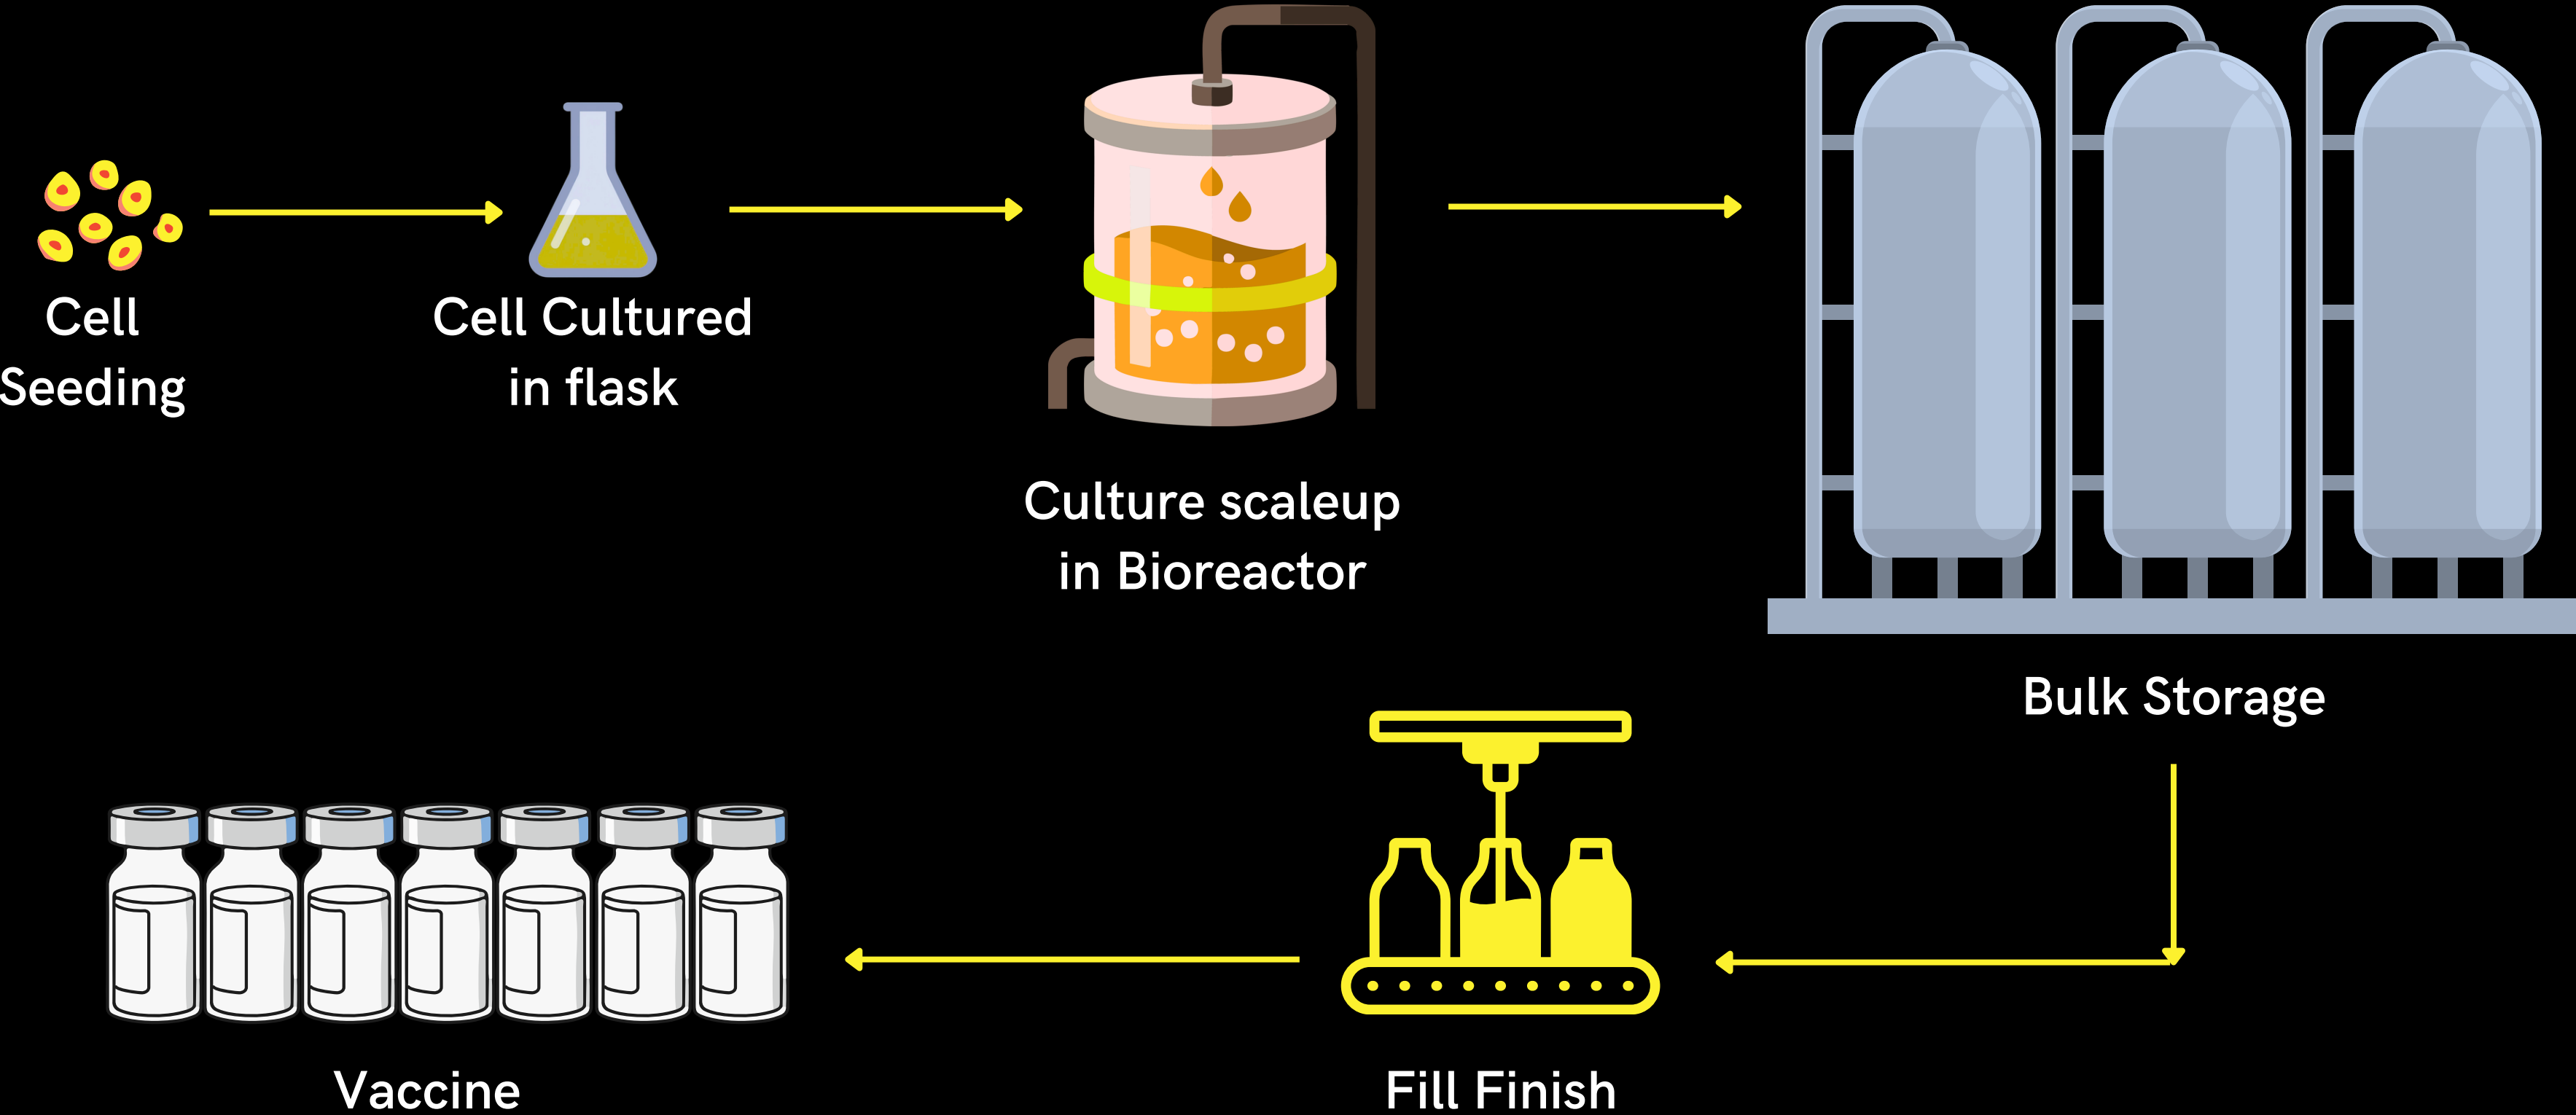 Cell
Seeding
Cell Cultured
in flask
Culture scaleup
in Bioreactor
Bulk Storage
Fill Finish
Vaccine